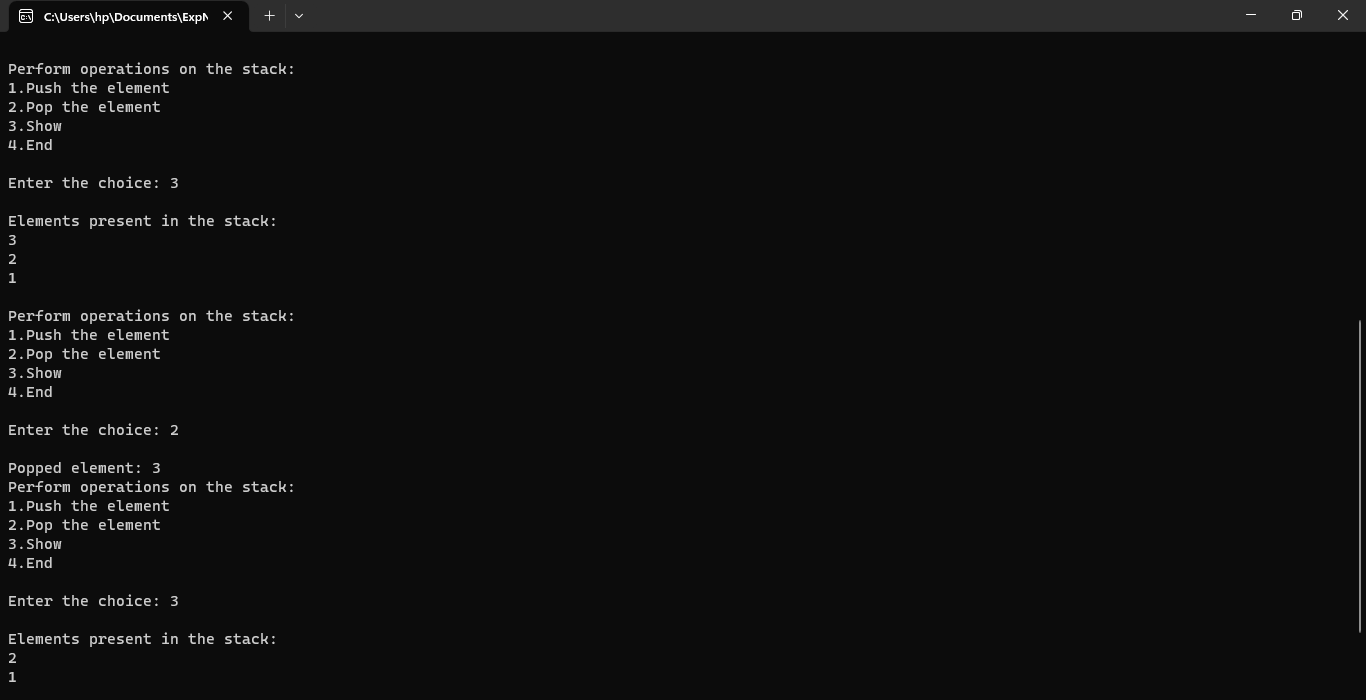 C:\Users\hp\Documents\Exp
Perform operations on the stack:
1.Push the element
2.Pop the element
3.Show
4.End
Enter the choice: 3
Elements present in the stack:
3
2
1
Perform operations on the stack:
1.Push the element
2.Pop the element
3.Show
4.End
Enter the choice: 2
Popped element: 3
Perform operations on the stack:
1.Push the element
2.Pop the element
3.Show
4.End
Enter the choice: 3
Elements present in the stack:
2
1